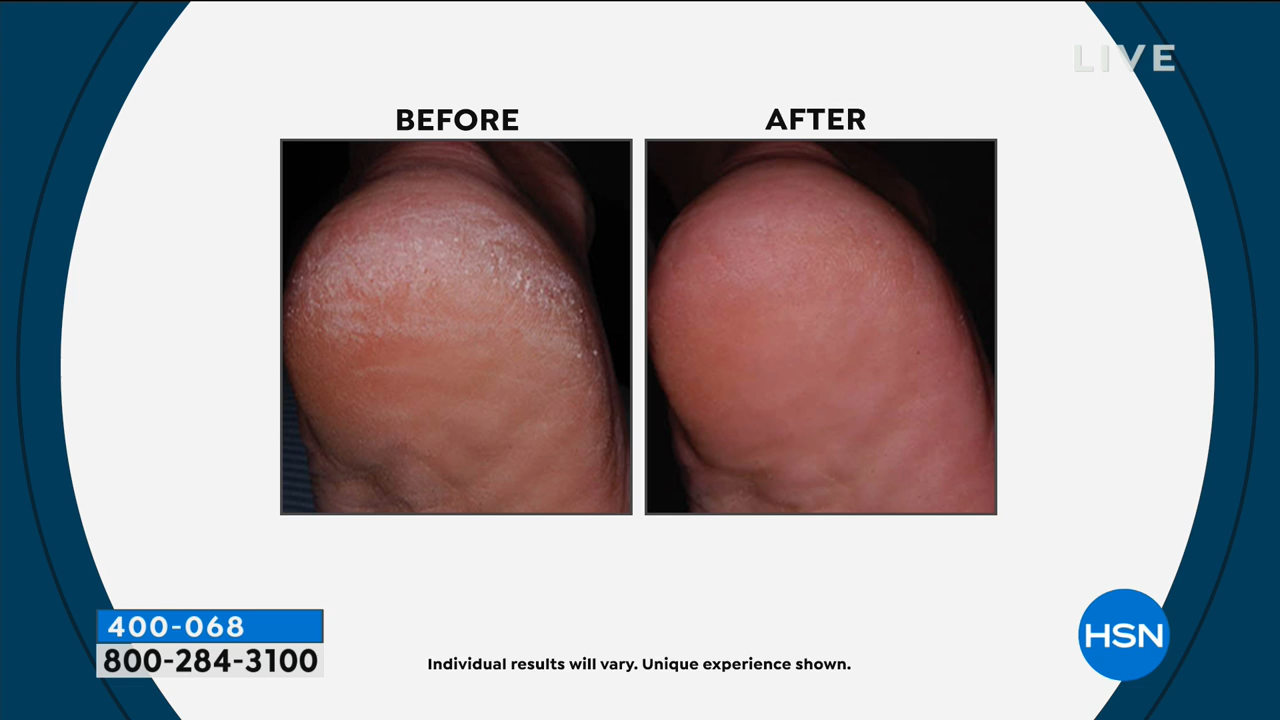 LIVE
BEFORE
AFTER
400-068
800-284-3100
Individual results will vary. Unique experience shown.
HSN